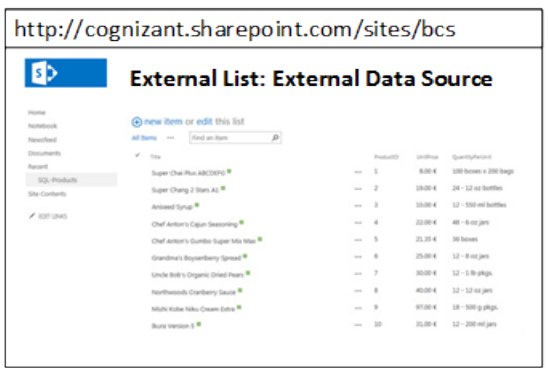 http://cognizant.sharepoint.com/sites/bcs
S
External List: External Data Source
Home
Notebook
Newsfeed
Documents
Recent
SQL-Products
Site Contents
EDIT LINKS
new item or edit this list
All Items ... Find an item
Title ProductID UnitPrice QuantityPerUnit
Super Chai Plus ABCDEFG ... 1 8.00 € 100 boxes x 200 bags
Super Chang 2 Stars A1 ... 2 19.00 € 24 - 12 oz bottles
Aniseed Syrup ... 3 10.00 € 12 - 550 ml bottles
Chef Anton's Cajun Seasoning ... 4 22.00 € 48 - 6 oz jars
Chef Anton's Gumbo Super Mix Max ... 5 21.35 € 36 boxes
Grandma's Boysenberry Spread ... 6 25.00 € 12 - 8 oz jars
Uncle Bob's Organic Dried Pears ... 7 30.00 € 12 - 1 lb pkgs.
Northwoods Cranberry Sauce ... 8 40.00 € 12 - 12 oz jars
Mishi Kobe Niku Cream Extra ... 9 97.00 € 18 - 500 g pkgs.
Ikura Version 5 ... 10 31.00 € 12 - 200 ml jars